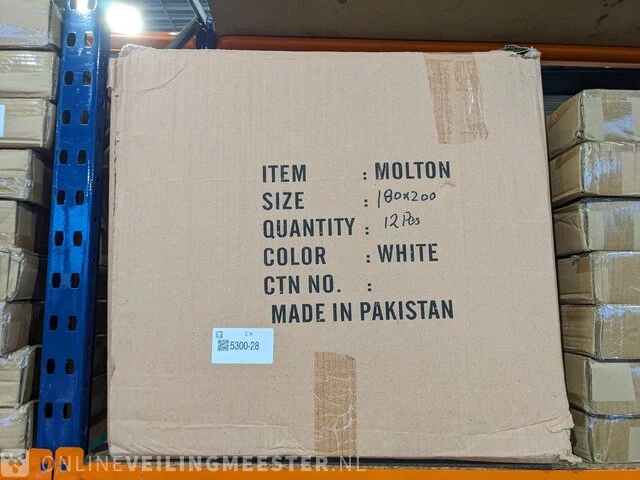 ITEM : MOLTON
SIZE : 180x200
QUANTITY : 12 Pcs
COLOR : WHITE
CTN NO. :
MADE IN PAKISTAN
5300-28
ONLINEVEILINGMEESTER.NL